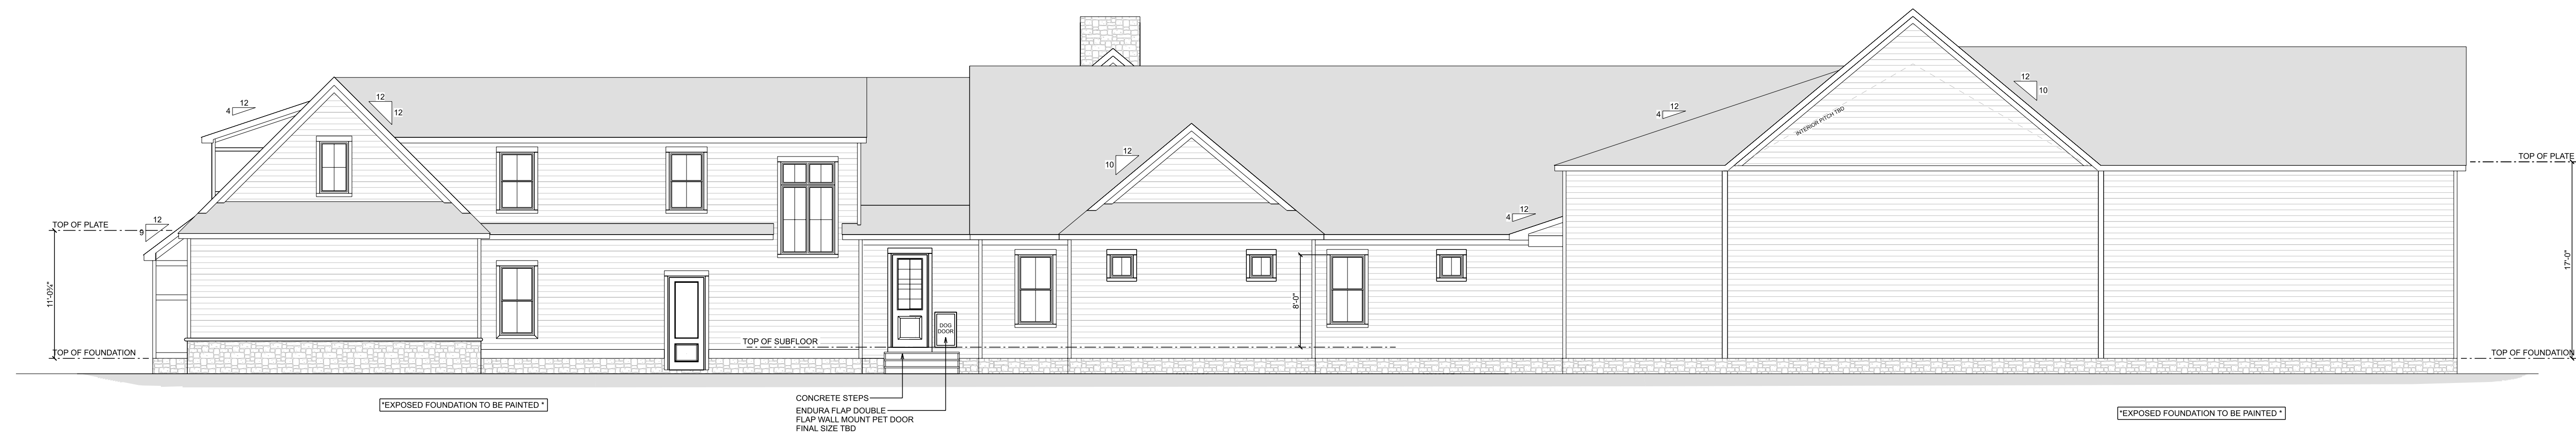 12
4
12
12
TOP OF PLATE
12
9
11'-0¾"
TOP OF FOUNDATION
*EXPOSED FOUNDATION TO BE PAINTED *
TOP OF SUBFLOOR
DOG
DOOR
CONCRETE STEPS
ENDURA FLAP DOUBLE
FLAP WALL MOUNT PET DOOR
FINAL SIZE TBD
12
10
8'-0"
12
4
12
4
INTERIOR PITCH TBD
12
10
TOP OF PLATE
17'-0"
TOP OF FOUNDATION
*EXPOSED FOUNDATION TO BE PAINTED *